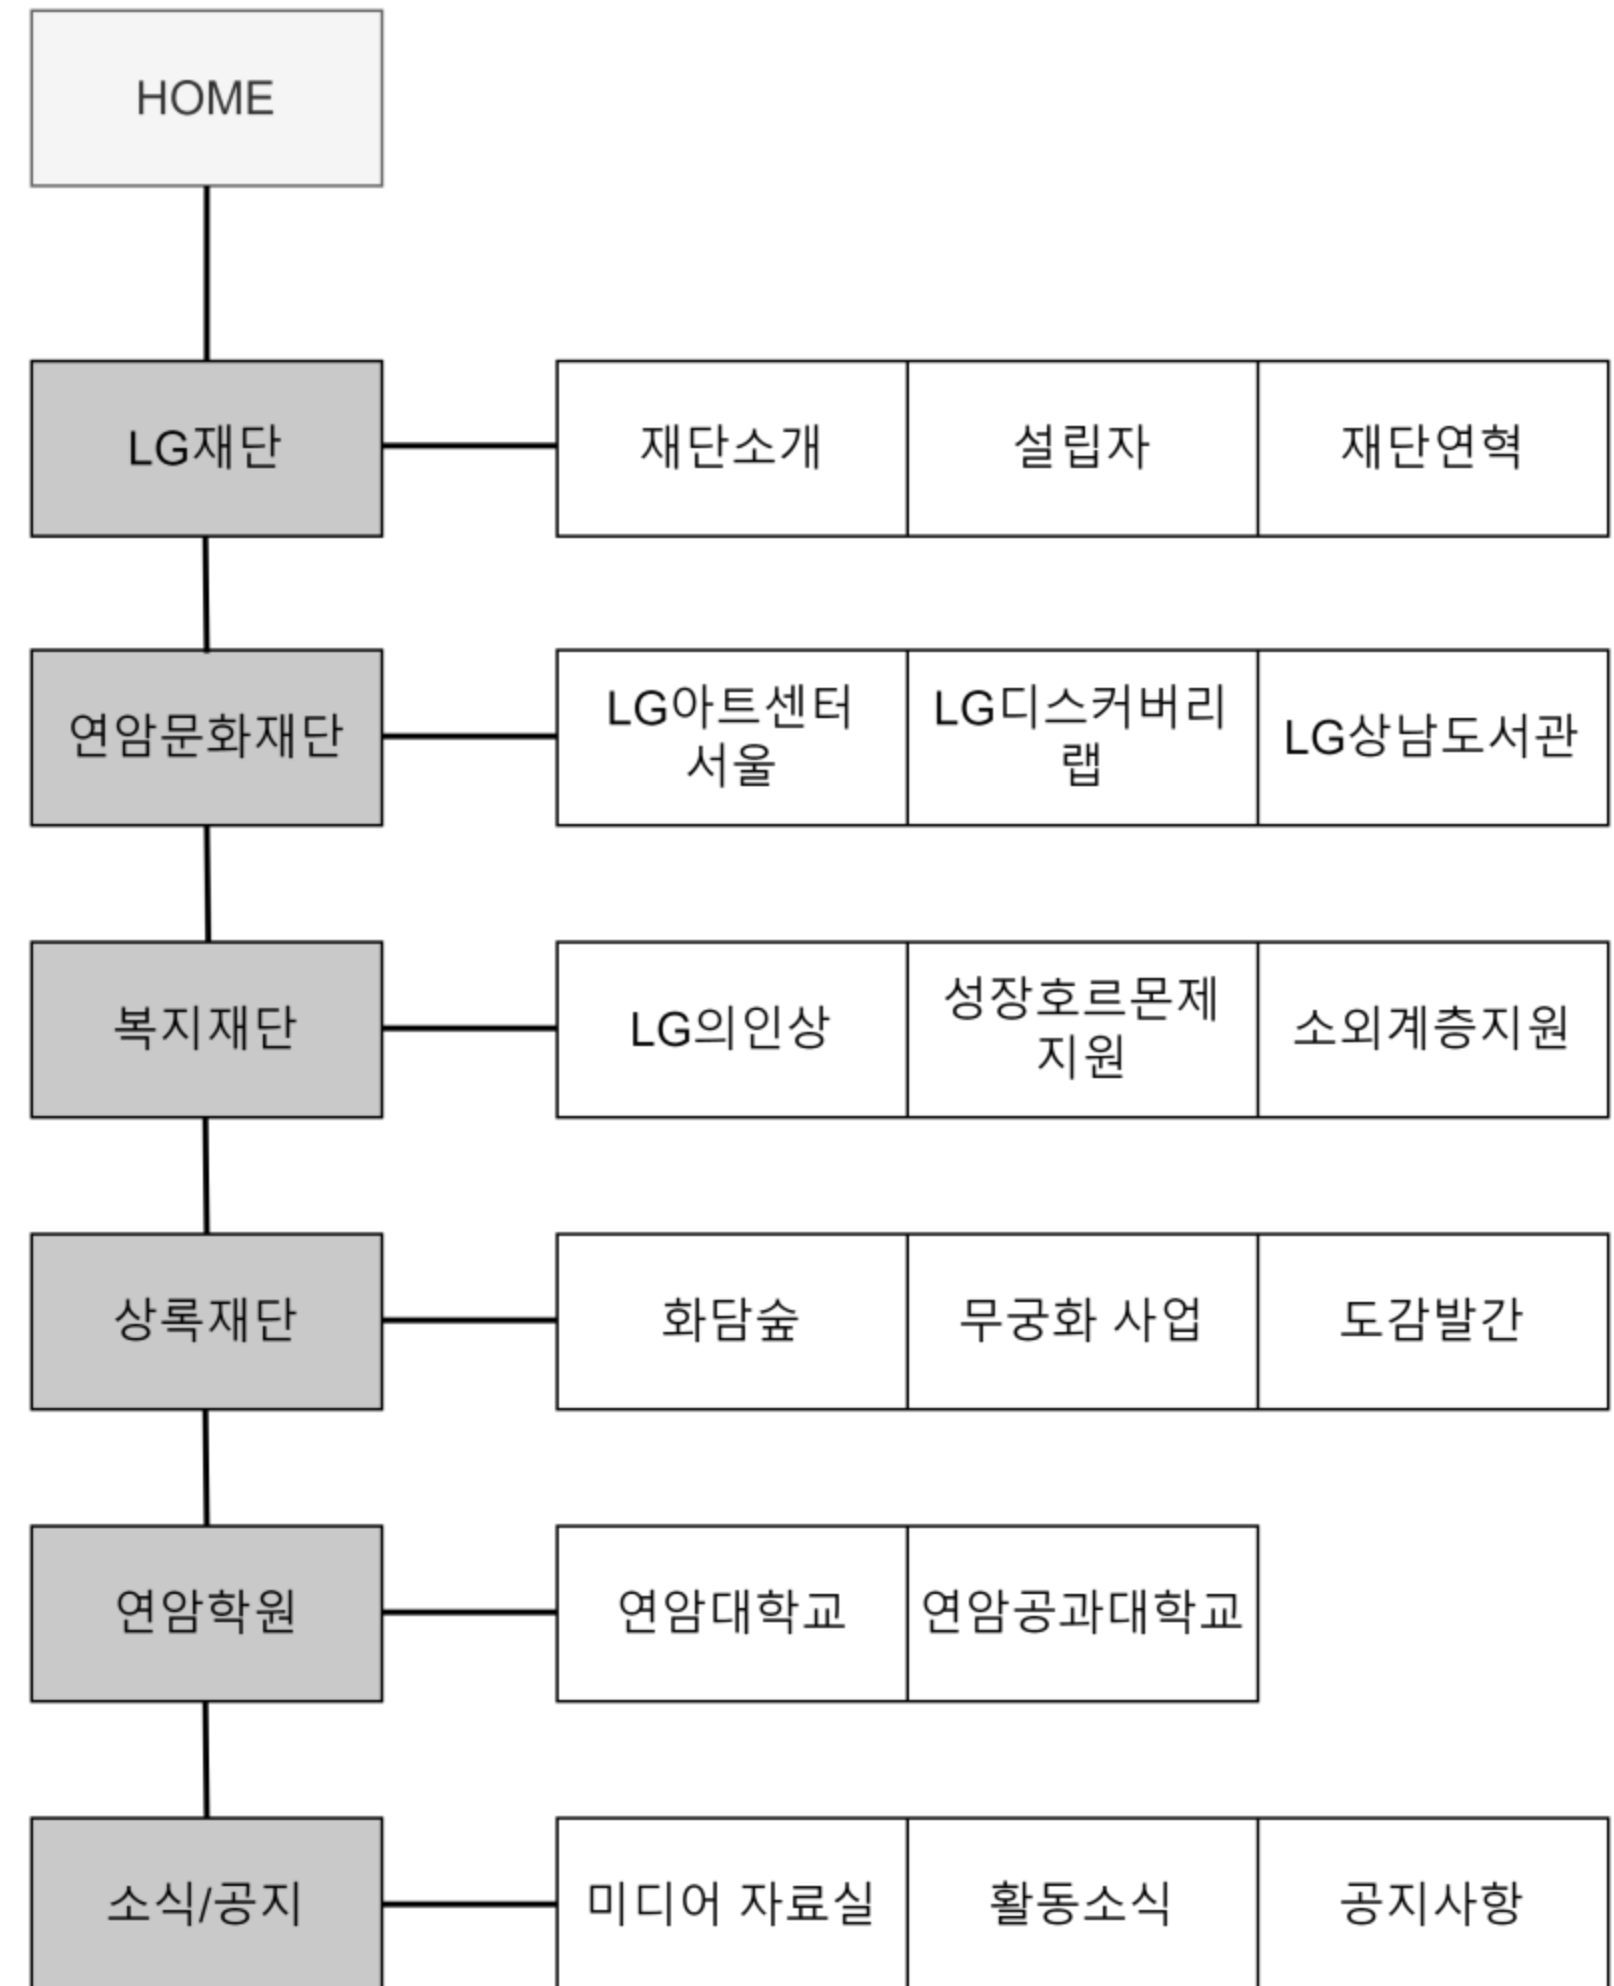 HOME
LG재단
재단소개
설립자
재단연혁
연암문화재단
LG아트센터
서울
LG디스커버리
랩
LG상남도서관
복지재단
LG의인상
성장호르몬제
지원
소외계층지원
상록재단
화담숲
무궁화 사업
도감발간
연암학원
연암대학교
연암공과대학교
소식/공지
미디어 자료실
활동소식
공지사항